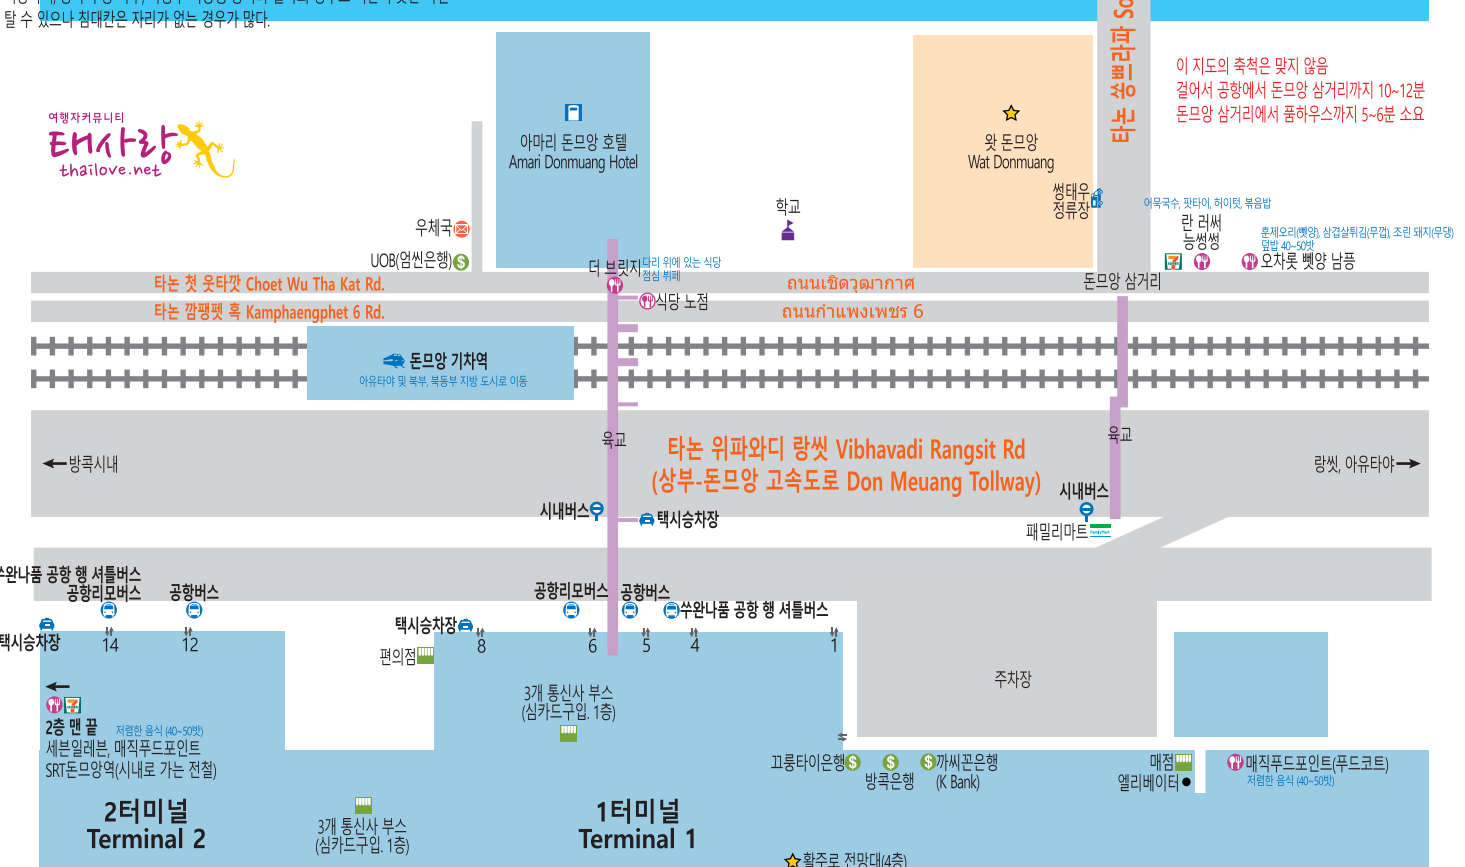 탈 수 있으나 침대칸은 자리가 없는 경우가 많다.
여행자커뮤니티
태사랑
thailove.net
아마리 돈므앙 호텔
Amari Donmuang Hotel
왓 돈므앙
Wat Donmuang
타논 쏭쁘라파 So
이 지도의 축척은 맞지 않음
걸어서 공항에서 돈므앙 삼거리까지 10~12분
돈므앙 삼거리에서 품하우스까지 5~6분 소요
우체국
UOB(엄씬은행)
학교
썽태우
정류장
어묵국수, 팟타이, 허이텃, 볶음밥
란 러써
능썽썽
훈제오리(뺏양), 삼겹살튀김(무껍), 조린 돼지(무댕)
덮밥 40~50밧
오차롯 뻿양 남픙
더 브릿지
다리 위에 있는 식당
점심 뷔페
식당 노점
돈므앙 삼거리
타논 첫 웃타깟 Choet Wu Tha Kat Rd.
ถนนเชิดวุฒากาศ
타논 깜팽펫 혹 Kamphaengphet 6 Rd.
ถนนกำแพงเพชร 6
돈므앙 기차역
아유타야 및 북부, 북동부 지방 도시로 이동
육교
육교
타논 위파와디 랑씻 Vibhavadi Rangsit Rd
(상부-돈므앙 고속도로 Don Meuang Tollway)
방콕시내
랑씻, 아유타야
시내버스
택시승차장
시내버스
패밀리마트
FamilyMart
쑤완나품 공항 행 셔틀버스
공항리모버스
공항버스
공항리모버스
공항버스
쑤완나품 공항 행 셔틀버스
택시승차장
택시승차장
14
12
8
6
5
4
1
편의점
3개 통신사 부스
(심카드구입. 1층)
주차장
2층 맨 끝
저렴한 음식 (40~50밧)
세븐일레븐, 매직푸드포인트
SRT돈므앙역(시내로 가는 전철)
끄룽타이은행
방콕은행
까씨꼰은행
(K Bank)
매점
엘리베이터
매직푸드포인트(푸드코트)
저렴한 음식 (40~50밧)
2터미널
Terminal 2
3개 통신사 부스
(심카드구입. 1층)
1터미널
Terminal 1
활주로 전망대(4층)